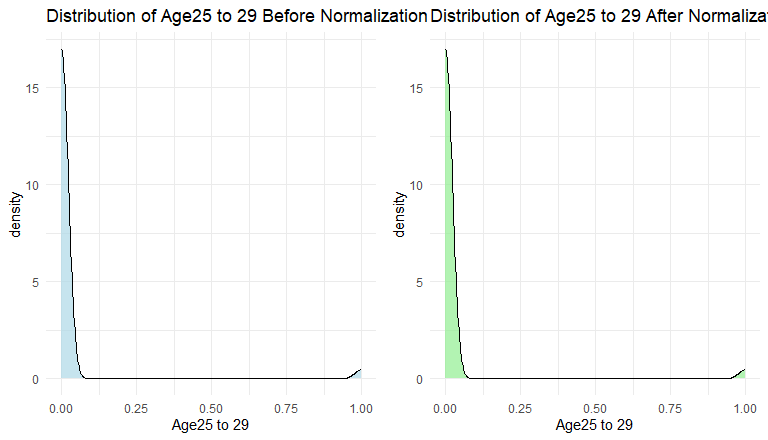 Distribution of Age25 to 29 Before Normalization
density
15
10
5
0
0.00 0.25 0.50 0.75 1.00
Age25 to 29
Distribution of Age25 to 29 After Normalizat
density
15
10
5
0
0.00 0.25 0.50 0.75 1.00
Age25 to 29